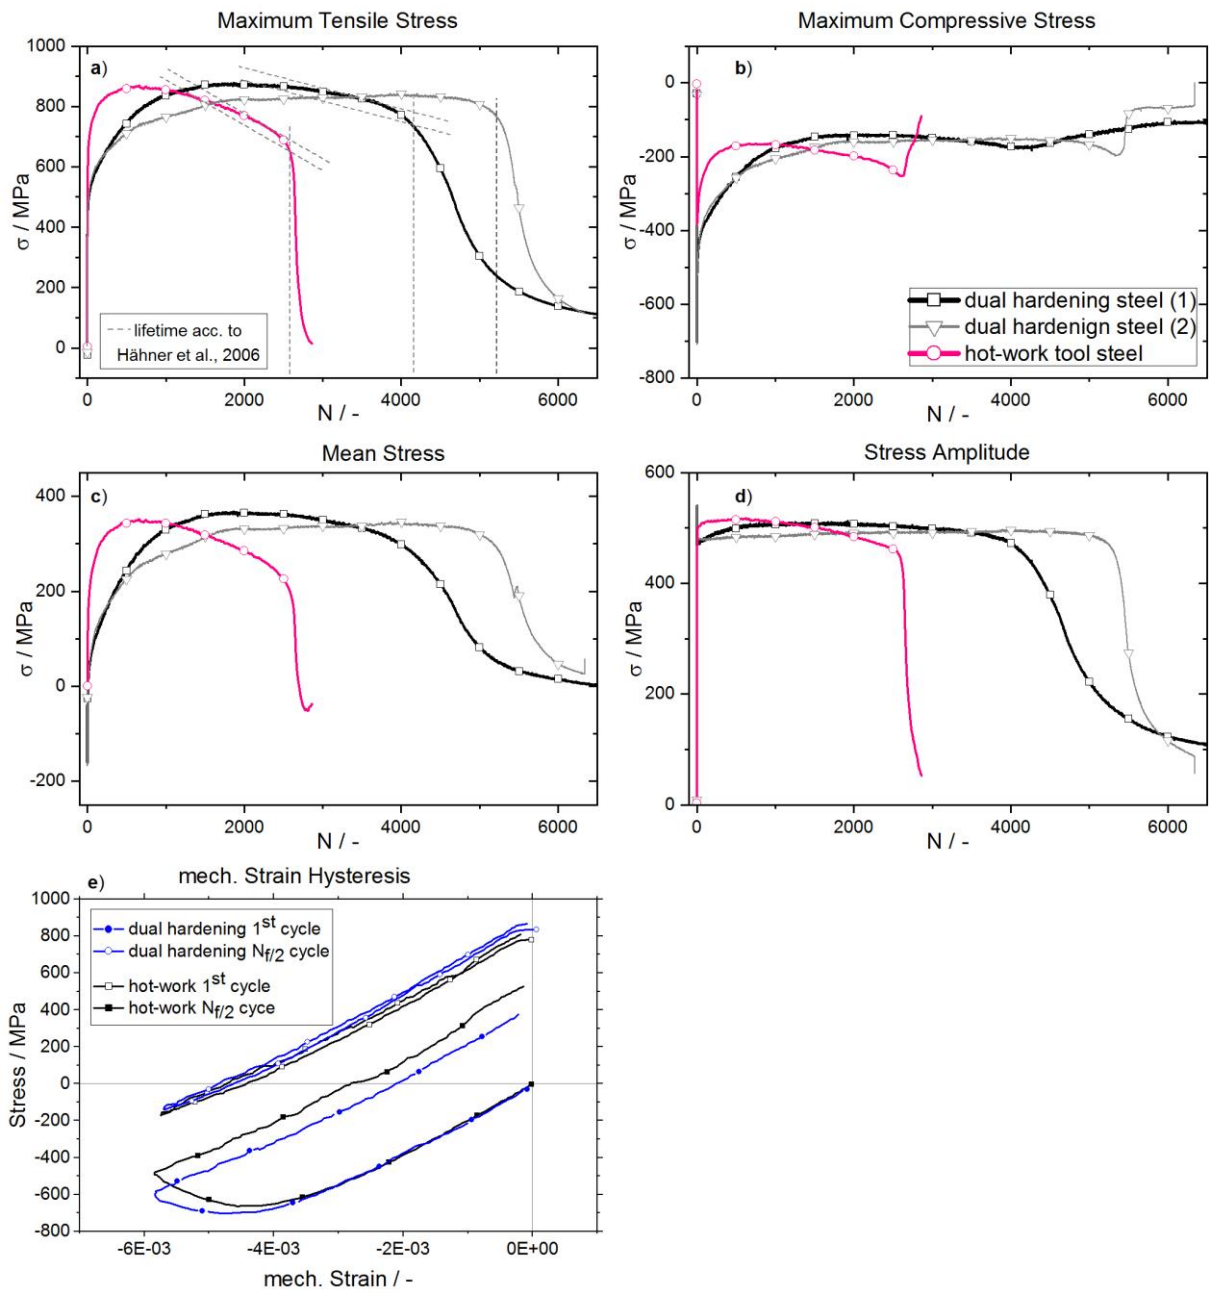 Maximum Tensile Stress
a)
σ / MPa
1000
800
600
400
200
0
lifetime acc. to
Hähner et al., 2006
0 2000 4000 6000
N / -
Maximum Compressive Stress
b)
σ / MPa
0
-200
-400
-600
-800
dual hardening steel (1)
dual hardenign steel (2)
hot-work tool steel
0 2000 4000 6000
N / -
Mean Stress
c)
σ / MPa
400
200
0
-200
0 2000 4000 6000
N / -
Stress Amplitude
d)
σ / MPa
600
400
200
0
0 2000 4000 6000
N / -
mech. Strain Hysteresis
e)
Stress / MPa
1000
800
600
400
200
0
-200
-400
-600
-800
dual hardening 1st cycle
dual hardening Nf/2 cycle
hot-work 1st cycle
hot-work Nf/2 cyce
-6E-03 -4E-03 -2E-03 0E+00
mech. Strain / -